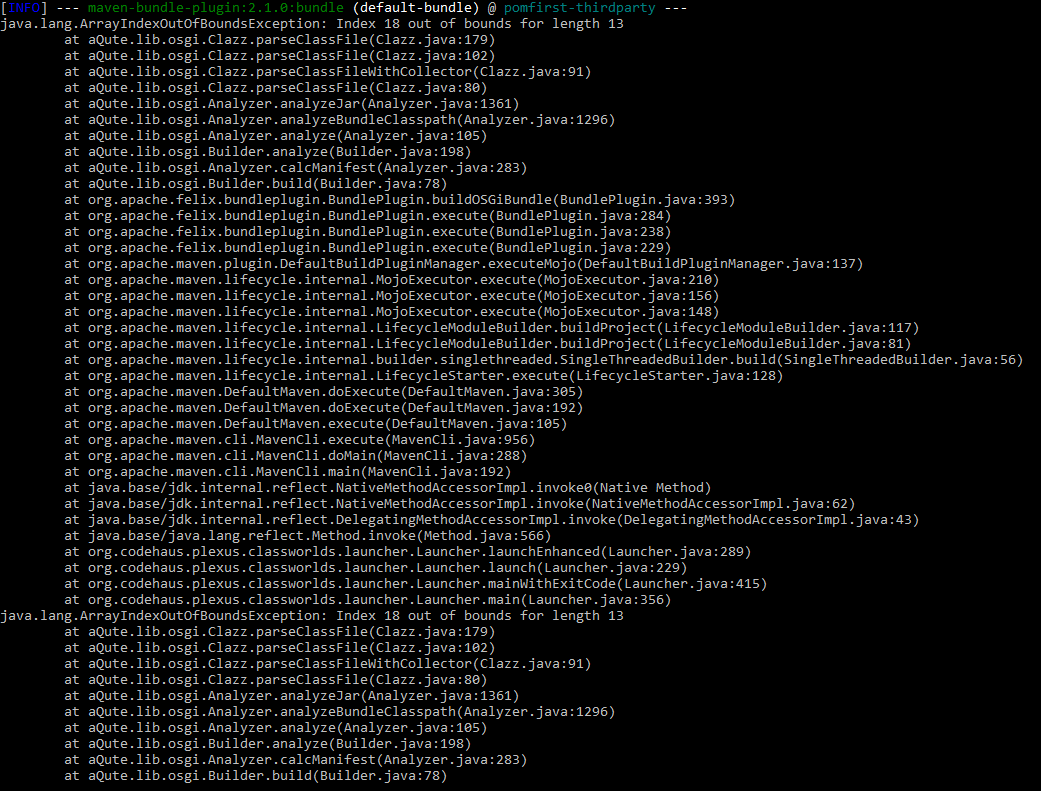 [INFO] --- maven-bundle-plugin:2.1.0:bundle (default-bundle) @ pomfirst-thirdparty ---
java.lang.ArrayIndexOutOfBoundsException: Index 18 out of bounds for length 13
        at aQute.lib.osgi.Clazz.parseClassFile(Clazz.java:179)
        at aQute.lib.osgi.Clazz.parseClassFile(Clazz.java:102)
        at aQute.lib.osgi.Clazz.parseClassFileWithCollector(Clazz.java:91)
        at aQute.lib.osgi.Clazz.parseClassFile(Clazz.java:80)
        at aQute.lib.osgi.Analyzer.analyzeJar(Analyzer.java:1361)
        at aQute.lib.osgi.Analyzer.analyzeBundleClasspath(Analyzer.java:1296)
        at aQute.lib.osgi.Analyzer.analyze(Analyzer.java:105)
        at aQute.lib.osgi.Builder.analyze(Builder.java:198)
        at aQute.lib.osgi.Analyzer.calcManifest(Analyzer.java:283)
        at aQute.lib.osgi.Builder.build(Builder.java:78)
        at org.apache.felix.bundleplugin.BundlePlugin.buildOSGiBundle(BundlePlugin.java:393)
        at org.apache.felix.bundleplugin.BundlePlugin.execute(BundlePlugin.java:284)
        at org.apache.felix.bundleplugin.BundlePlugin.execute(BundlePlugin.java:238)
        at org.apache.felix.bundleplugin.BundlePlugin.execute(BundlePlugin.java:229)
        at org.apache.maven.plugin.DefaultBuildPluginManager.executeMojo(DefaultBuildPluginManager.java:137)
        at org.apache.maven.lifecycle.internal.MojoExecutor.execute(MojoExecutor.java:210)
        at org.apache.maven.lifecycle.internal.MojoExecutor.execute(MojoExecutor.java:156)
        at org.apache.maven.lifecycle.internal.MojoExecutor.execute(MojoExecutor.java:148)
        at org.apache.maven.lifecycle.internal.LifecycleModuleBuilder.buildProject(LifecycleModuleBuilder.java:117)
        at org.apache.maven.lifecycle.internal.LifecycleModuleBuilder.buildProject(LifecycleModuleBuilder.java:81)
        at org.apache.maven.lifecycle.internal.builder.singlethreaded.SingleThreadedBuilder.build(SingleThreadedBuilder.java:56)
        at org.apache.maven.lifecycle.internal.LifecycleStarter.execute(LifecycleStarter.java:128)
        at org.apache.maven.DefaultMaven.doExecute(DefaultMaven.java:305)
        at org.apache.maven.DefaultMaven.doExecute(DefaultMaven.java:192)
        at org.apache.maven.DefaultMaven.execute(DefaultMaven.java:105)
        at org.apache.maven.cli.MavenCli.execute(MavenCli.java:956)
        at org.apache.maven.cli.MavenCli.doMain(MavenCli.java:288)
        at org.apache.maven.cli.MavenCli.main(MavenCli.java:192)
        at java.base/jdk.internal.reflect.NativeMethodAccessorImpl.invoke0(Native Method)
        at java.base/jdk.internal.reflect.NativeMethodAccessorImpl.invoke(NativeMethodAccessorImpl.java:62)
        at java.base/jdk.internal.reflect.DelegatingMethodAccessorImpl.invoke(DelegatingMethodAccessorImpl.java:43)
        at java.base/java.lang.reflect.Method.invoke(Method.java:566)
        at org.codehaus.plexus.classworlds.launcher.Launcher.launchEnhanced(Launcher.java:289)
        at org.codehaus.plexus.classworlds.launcher.Launcher.launch(Launcher.java:229)
        at org.codehaus.plexus.classworlds.launcher.Launcher.mainWithExitCode(Launcher.java:415)
        at org.codehaus.plexus.classworlds.launcher.Launcher.main(Launcher.java:356)
java.lang.ArrayIndexOutOfBoundsException: Index 18 out of bounds for length 13
        at aQute.lib.osgi.Clazz.parseClassFile(Clazz.java:179)
        at aQute.lib.osgi.Clazz.parseClassFile(Clazz.java:102)
        at aQute.lib.osgi.Clazz.parseClassFileWithCollector(Clazz.java:91)
        at aQute.lib.osgi.Clazz.parseClassFile(Clazz.java:80)
        at aQute.lib.osgi.Analyzer.analyzeJar(Analyzer.java:1361)
        at aQute.lib.osgi.Analyzer.analyzeBundleClasspath(Analyzer.java:1296)
        at aQute.lib.osgi.Analyzer.analyze(Analyzer.java:105)
        at aQute.lib.osgi.Builder.analyze(Builder.java:198)
        at aQute.lib.osgi.Analyzer.calcManifest(Analyzer.java:283)
        at aQute.lib.osgi.Builder.build(Builder.java:78)